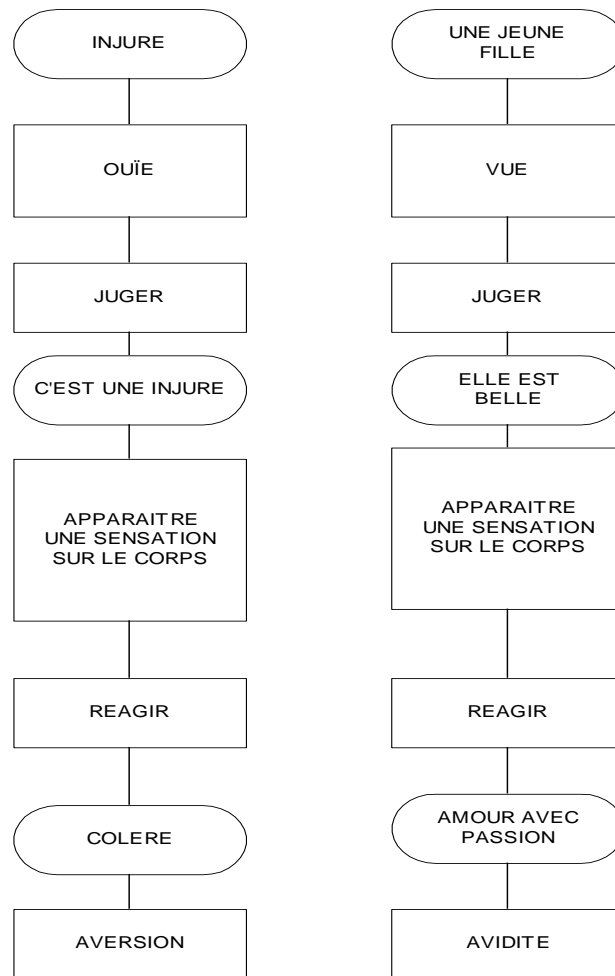 INJURE
OUÏE
JUGER
C'EST UNE INJURE
APPARAITRE
UNE SENSATION
SUR LE CORPS
REAGIR
COLERE
AVERSION
UNE JEUNE
FILLE
VUE
JUGER
ELLE EST
BELLE
APPARAITRE
UNE SENSATION
SUR LE CORPS
REAGIR
AMOUR AVEC
PASSION
AVIDITE